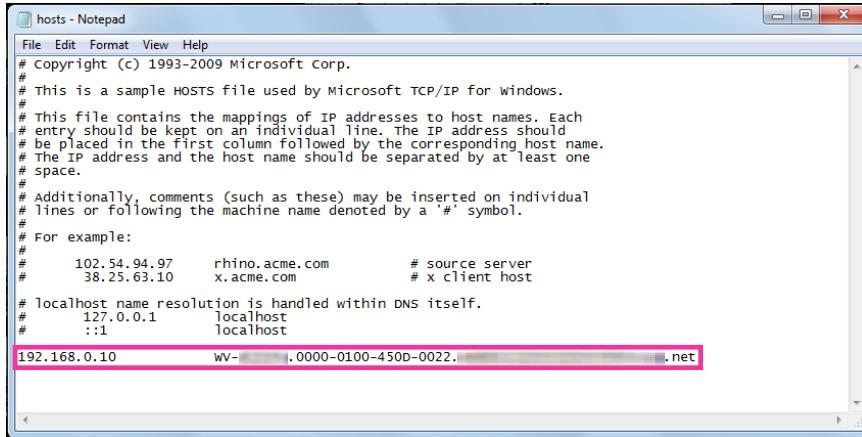 hosts - Notepad
File Edit Format View Help
# Copyright (c) 1993-2009 Microsoft Corp.
#
# This is a sample HOSTS file used by Microsoft TCP/IP for Windows.
#
# This file contains the mappings of IP addresses to host names. Each
# entry should be kept on an individual line. The IP address should
# be placed in the first column followed by the corresponding host name.
# The IP address and the host name should be separated by at least one
# space.
#
# Additionally, comments (such as these) may be inserted on individual
# lines or following the machine name denoted by a '#' symbol.
#
# For example:
#
#      102.54.94.97     rhino.acme.com          # source server
#       38.25.63.10     x.acme.com              # x client host

# localhost name resolution is handled within DNS itself.
#       127.0.0.1       localhost
#       ::1             localhost

192.168.0.10            WV- .0000-0100-450D-0022. .net